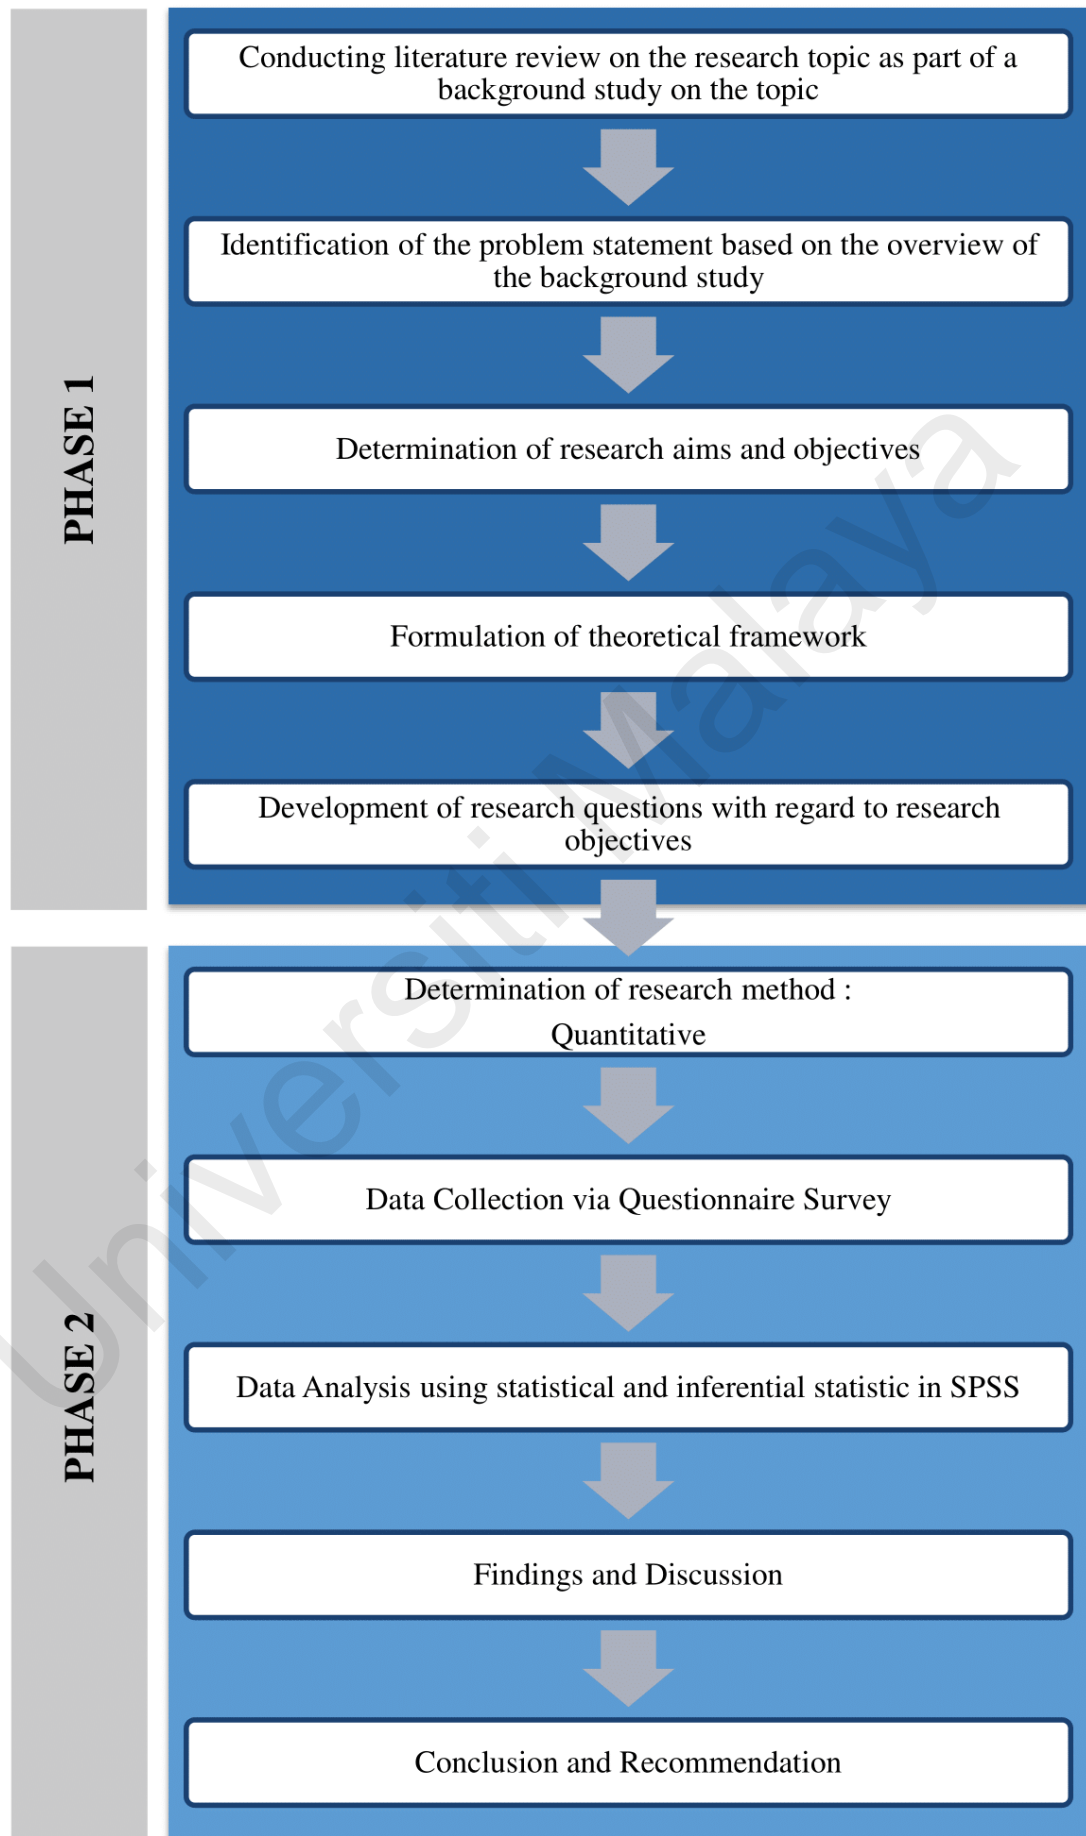 PHASE 1
Conducting literature review on the research topic as part of a
background study on the topic
Identification of the problem statement based on the overview of
the background study
Determination of research aims and objectives
Formulation of theoretical framework
Development of research questions with regard to research
objectives
PHASE 2
Determination of research method :
Quantitative
Data Collection via Questionnaire Survey
Data Analysis using statistical and inferential statistic in SPSS
Findings and Discussion
Conclusion and Recommendation
Universiti Malaya